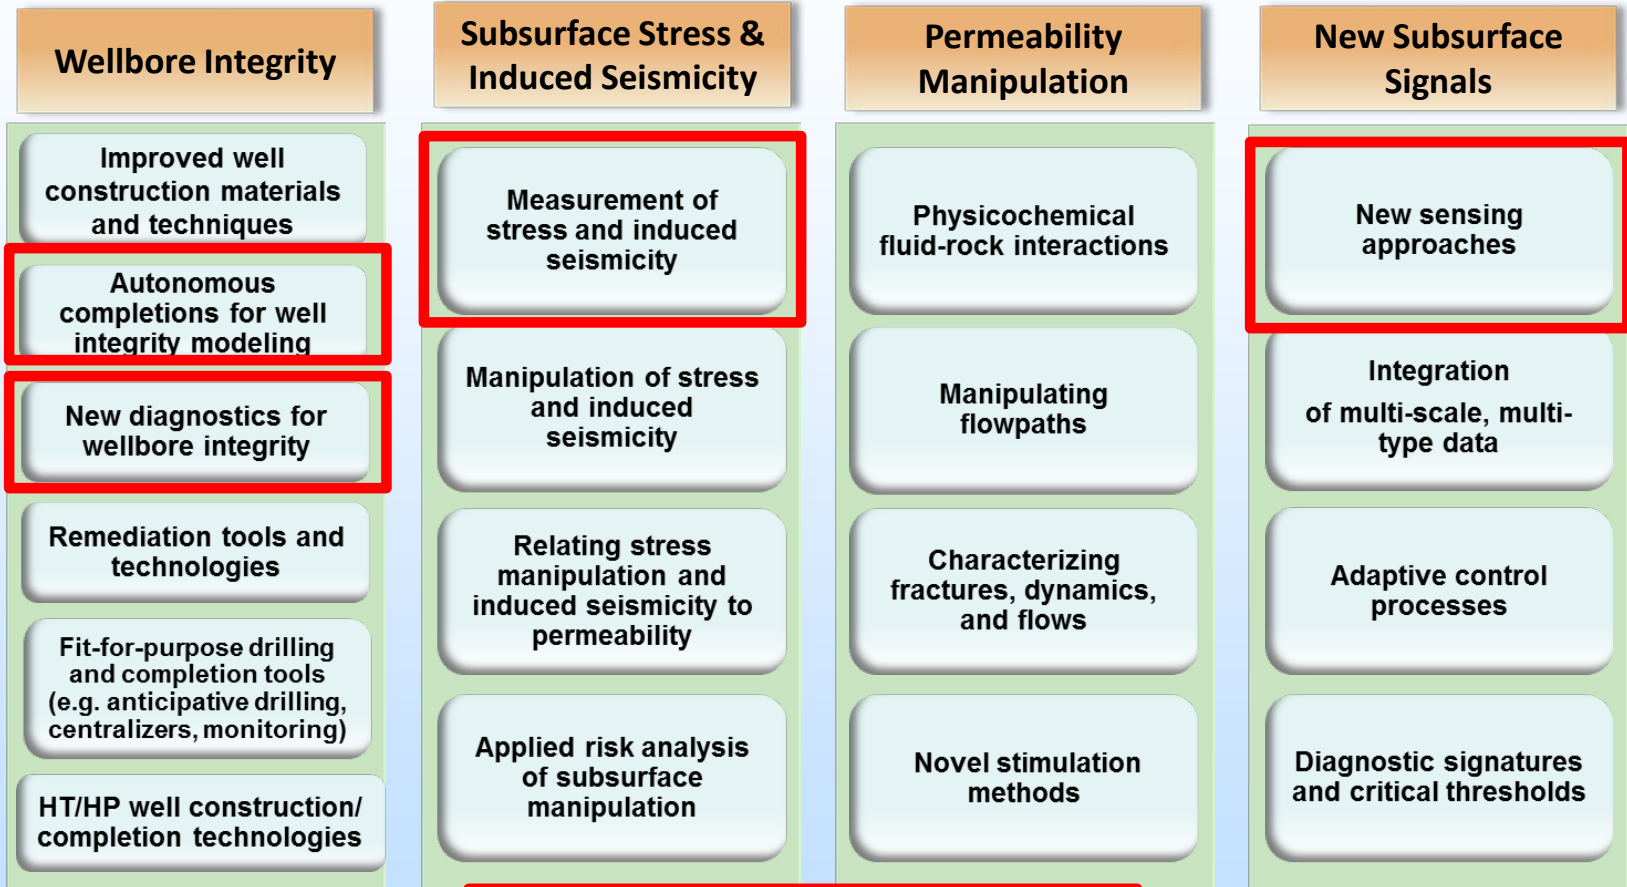 Wellbore Integrity
Improved well
construction materials
and techniques
Autonomous
completions for well
integrity modeling
New diagnostics for
wellbore integrity
Remediation tools and
technologies
Fit-for-purpose drilling
and completion tools
(e.g. anticipative drilling,
centralizers, monitoring)
HT/HP well construction/
completion technologies
Subsurface Stress &
Induced Seismicity
Measurement of
stress and induced
seismicity
Manipulation of stress
and induced
seismicity
Relating stress
manipulation and
induced seismicity to
permeability
Applied risk analysis
of subsurface
manipulation
Permeability
Manipulation
Physicochemical
fluid-rock interactions
Manipulating
flowpaths
Characterizing
fractures, dynamics,
and flows
Novel stimulation
methods
New Subsurface
Signals
New sensing
approaches
Integration
of multi-scale, multi-
type data
Adaptive control
processes
Diagnostic signatures
and critical thresholds